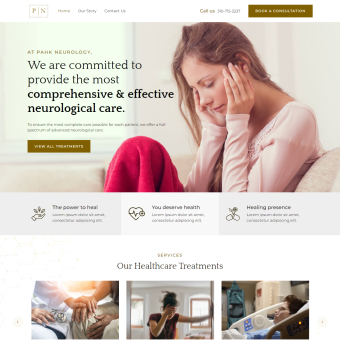 P N
Home
Our Story
Contact Us
Call us
BOOK A CONSULTATION
AT PAHK NEUROLOGY,
We are committed to
provide the most
comprehensive & effective
neurological care.
To ensure the most complete care possible for each patient, we offer a full
spectrum of advanced neurological care.
VIEW ALL TREATMENTS
The power to heal
Lorem ipsum dolor sit amet,
consectetur adipiscing elit.
You deserve health
Lorem ipsum dolor sit amet,
consectetur adipiscing elit.
Healing presence
Lorem ipsum dolor sit amet,
consectetur adipiscing elit.
SERVICES
Our Healthcare Treatments